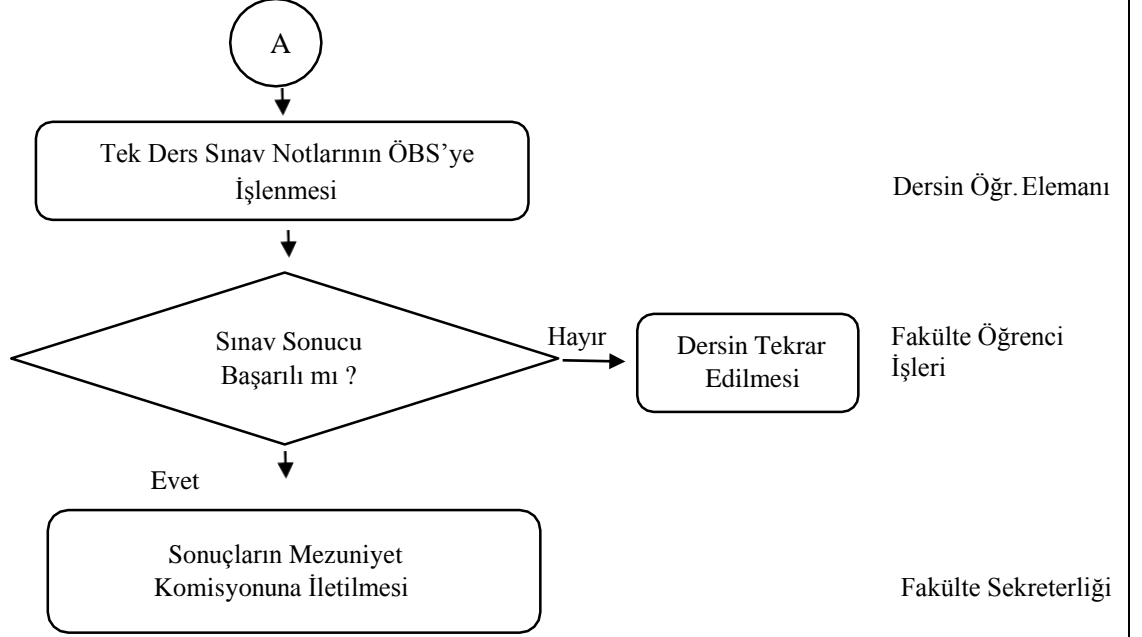 A
Tek Ders Sınav Notlarının ÖBS’ye
İşlenmesi
Dersin Öğr. Elemanı
Sınav Sonucu
Başarılı mı ?
Hayır
Dersin Tekrar
Edilmesi
Fakülte Öğrenci
İşleri
Evet
Sonuçların Mezuniyet
Komisyonuna İletilmesi
Fakülte Sekreterliği